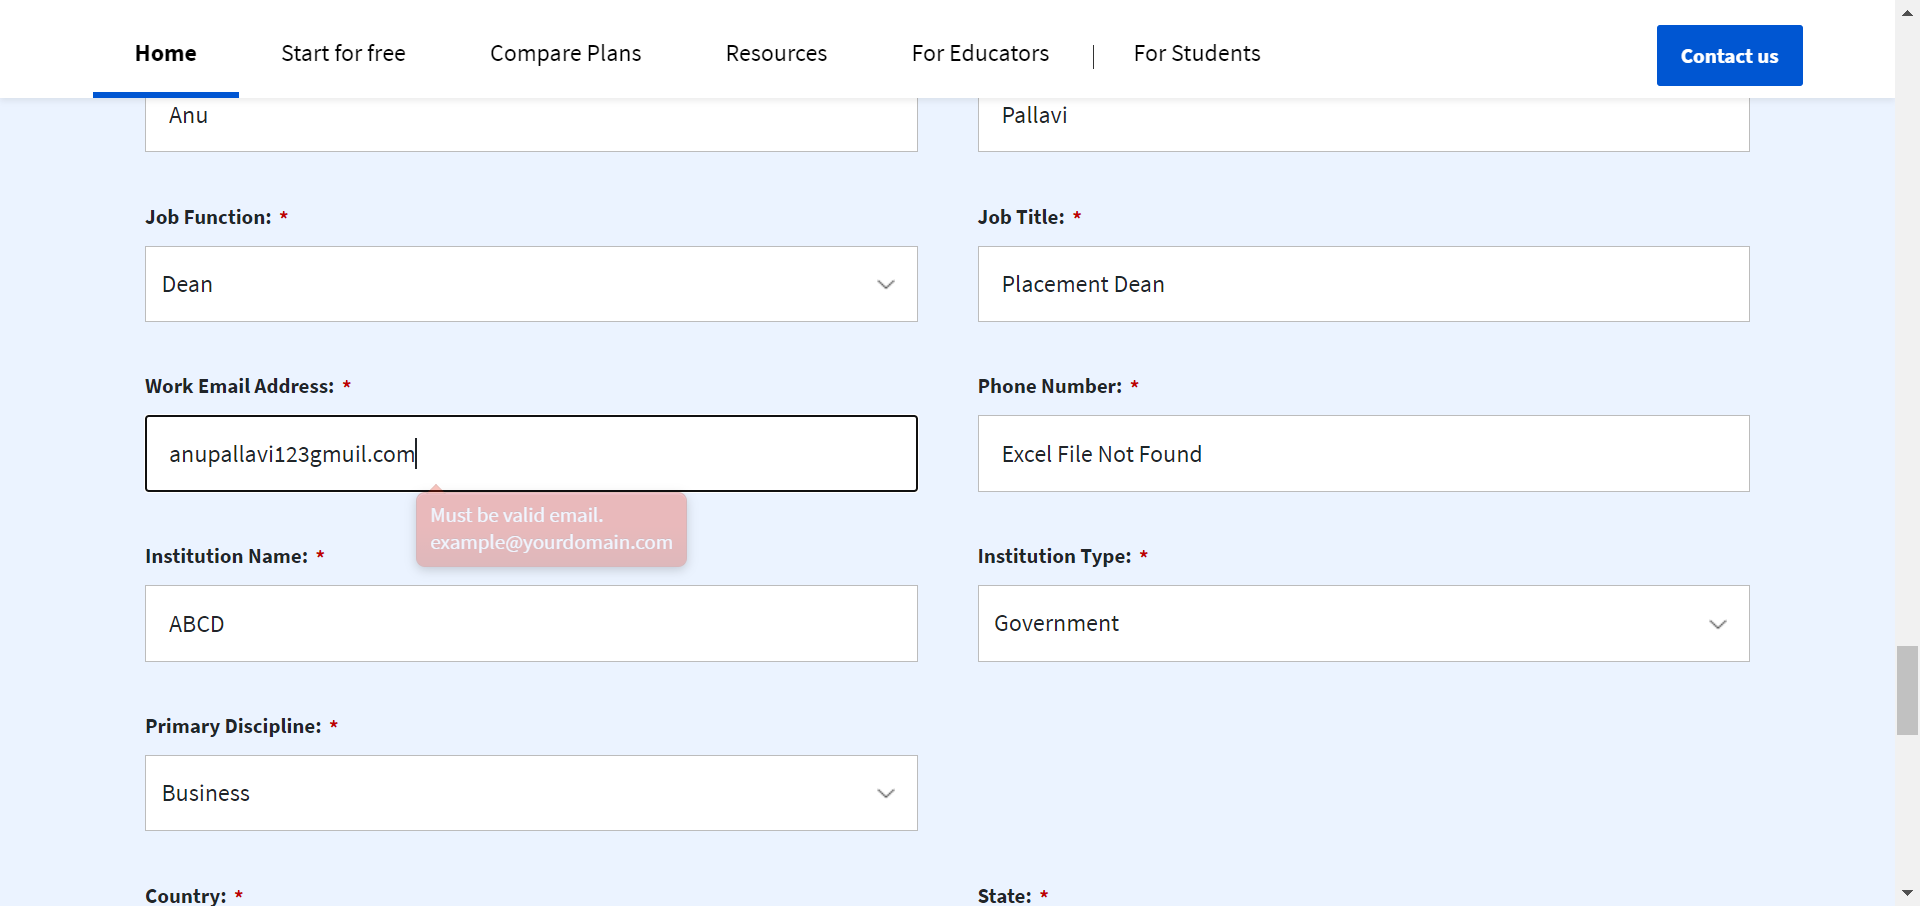 Home Start for free Compare Plans Resources For Educators | For Students Contact us
Anu Pallavi
Job Function: * Job Title: *
Dean Placement Dean
Work Email Address: * Phone Number: *
anupallavi123gmuil.com Excel File Not Found
Must be valid email.
example@yourdomain.com
Institution Name: * Institution Type: *
ABCD Government
Primary Discipline: *
Business
Country: * State: *